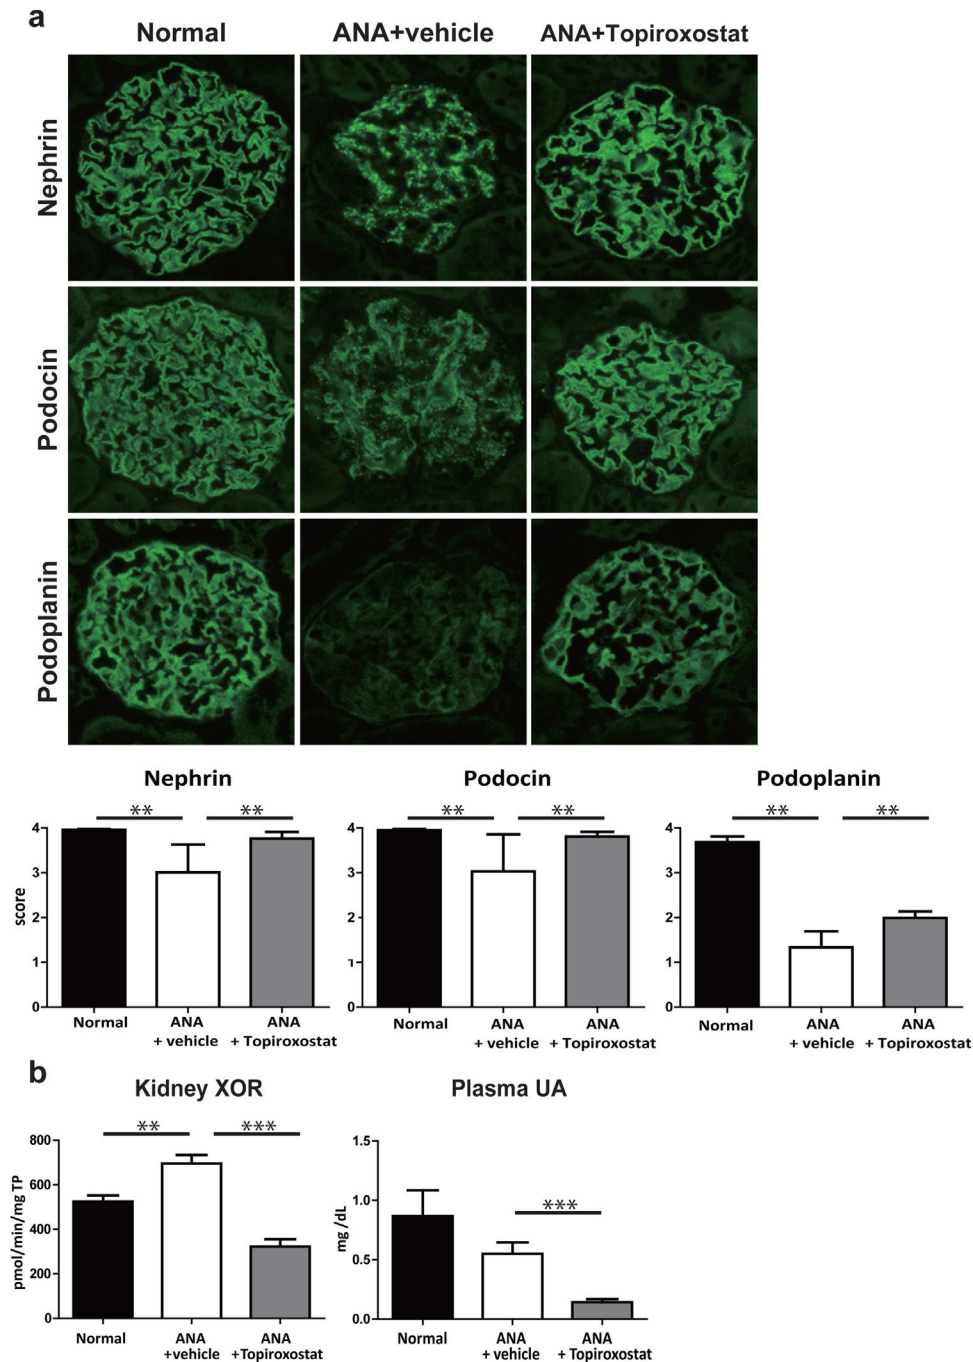 a
Normal ANA+vehicle ANA+Topiroxostat
Nephrin
Podocin
Podoplanin
Nephrin
** **
score
4
3
2
1
0
Normal ANA + vehicle ANA + Topiroxostat
Podocin
** **
4
3
2
1
0
Normal ANA + vehicle ANA + Topiroxostat
Podoplanin
** **
4
3
2
1
0
Normal ANA + vehicle ANA + Topiroxostat
b
Kidney XOR
** ***
pmol/min/mg TP
800
600
400
200
0
Normal ANA +vehicle ANA +Topiroxostat
Plasma UA
***
mg /dL
1.5
1.0
0.5
0.0
Normal ANA + vehicle ANA + Topiroxostat